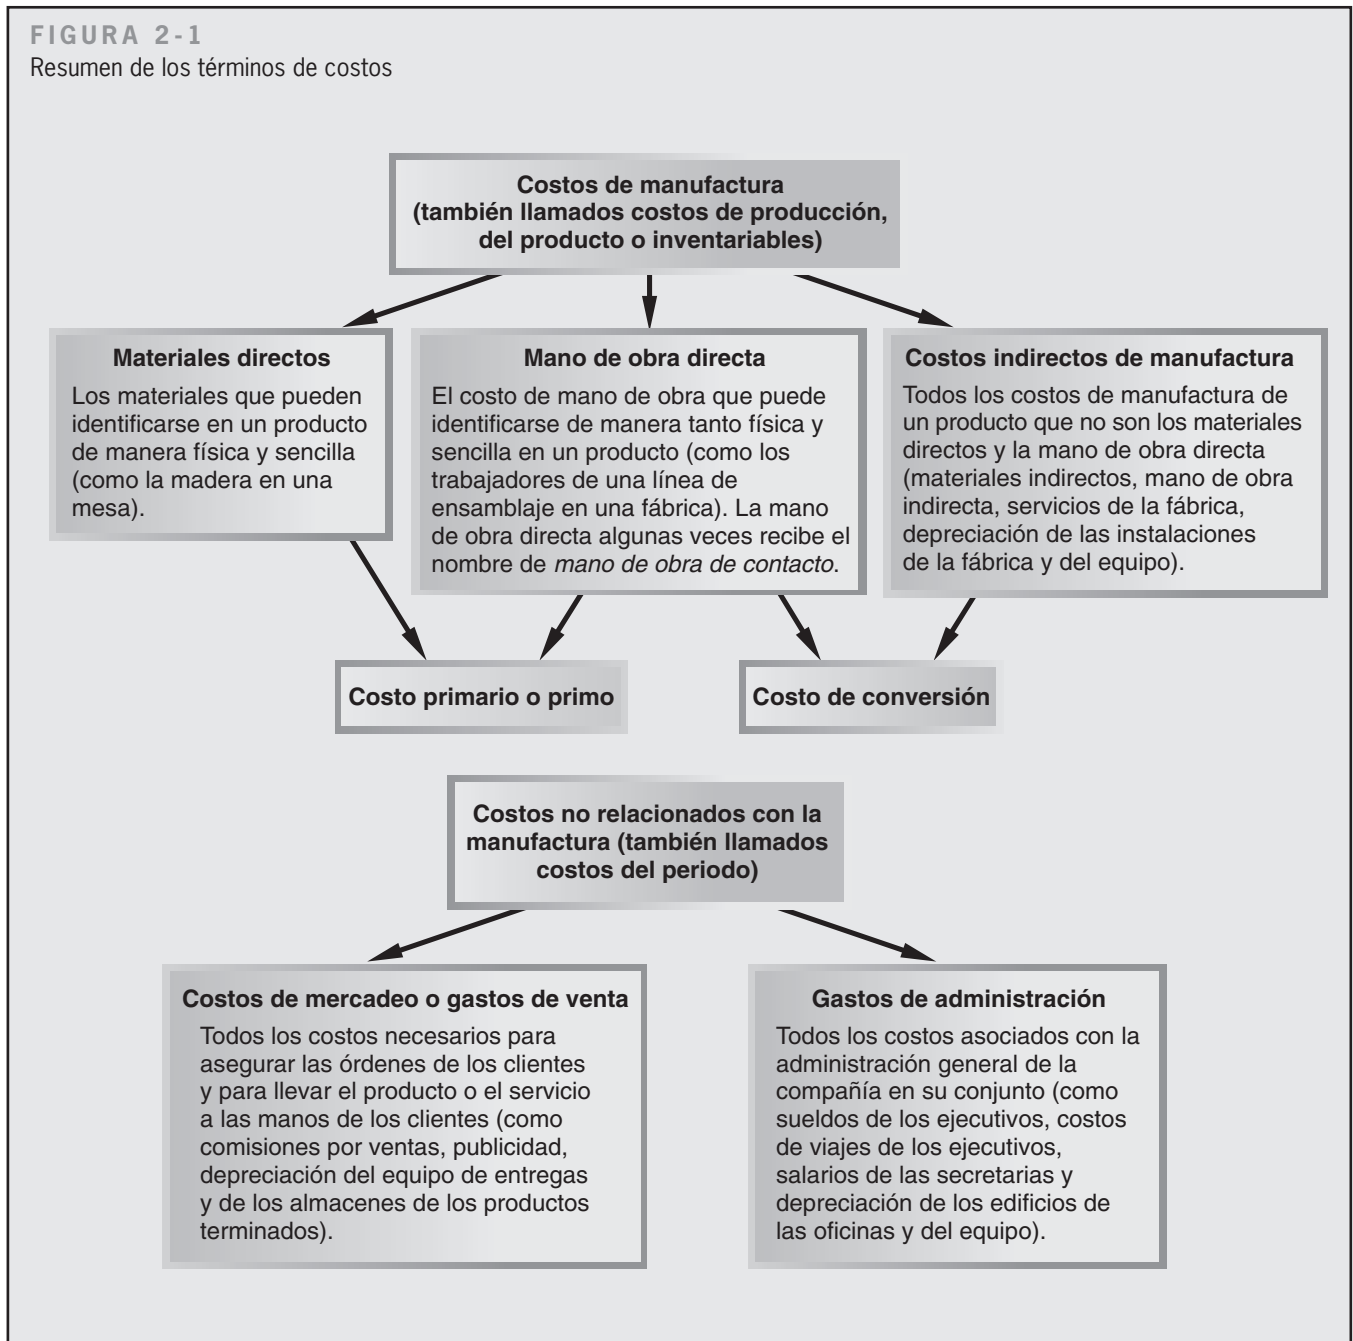 FIGURA 2-1
Resumen de los términos de costos
Costos de manufactura
(también llamados costos de producción,
del producto o inventariables)
Materiales directos
Los materiales que pueden
identificarse en un producto
de manera física y sencilla
(como la madera en una
mesa).
Mano de obra directa
El costo de mano de obra que puede
identificarse de manera tanto física y
sencilla en un producto (como los
trabajadores de una línea de
ensamblaje en una fábrica). La mano
de obra directa algunas veces recibe el
nombre de mano de obra de contacto.
Costos indirectos de manufactura
Todos los costos de manufactura de
un producto que no son los materiales
directos y la mano de obra directa
(materiales indirectos, mano de obra
indirecta, servicios de la fábrica,
depreciación de las instalaciones
de la fábrica y del equipo).
Costo primario o primo
Costo de conversión
Costos no relacionados con la
manufactura (también llamados
costos del periodo)
Costos de mercadeo o gastos de venta
Todos los costos necesarios para
asegurar las órdenes de los clientes
y para llevar el producto o el servicio
a las manos de los clientes (como
comisiones por ventas, publicidad,
depreciación del equipo de entregas
y de los almacenes de los productos
terminados).
Gastos de administración
Todos los costos asociados con la
administración general de la
compañía en su conjunto (como
sueldos de los ejecutivos, costos
de viajes de los ejecutivos,
salarios de las secretarias y
depreciación de los edificios de
las oficinas y del equipo).